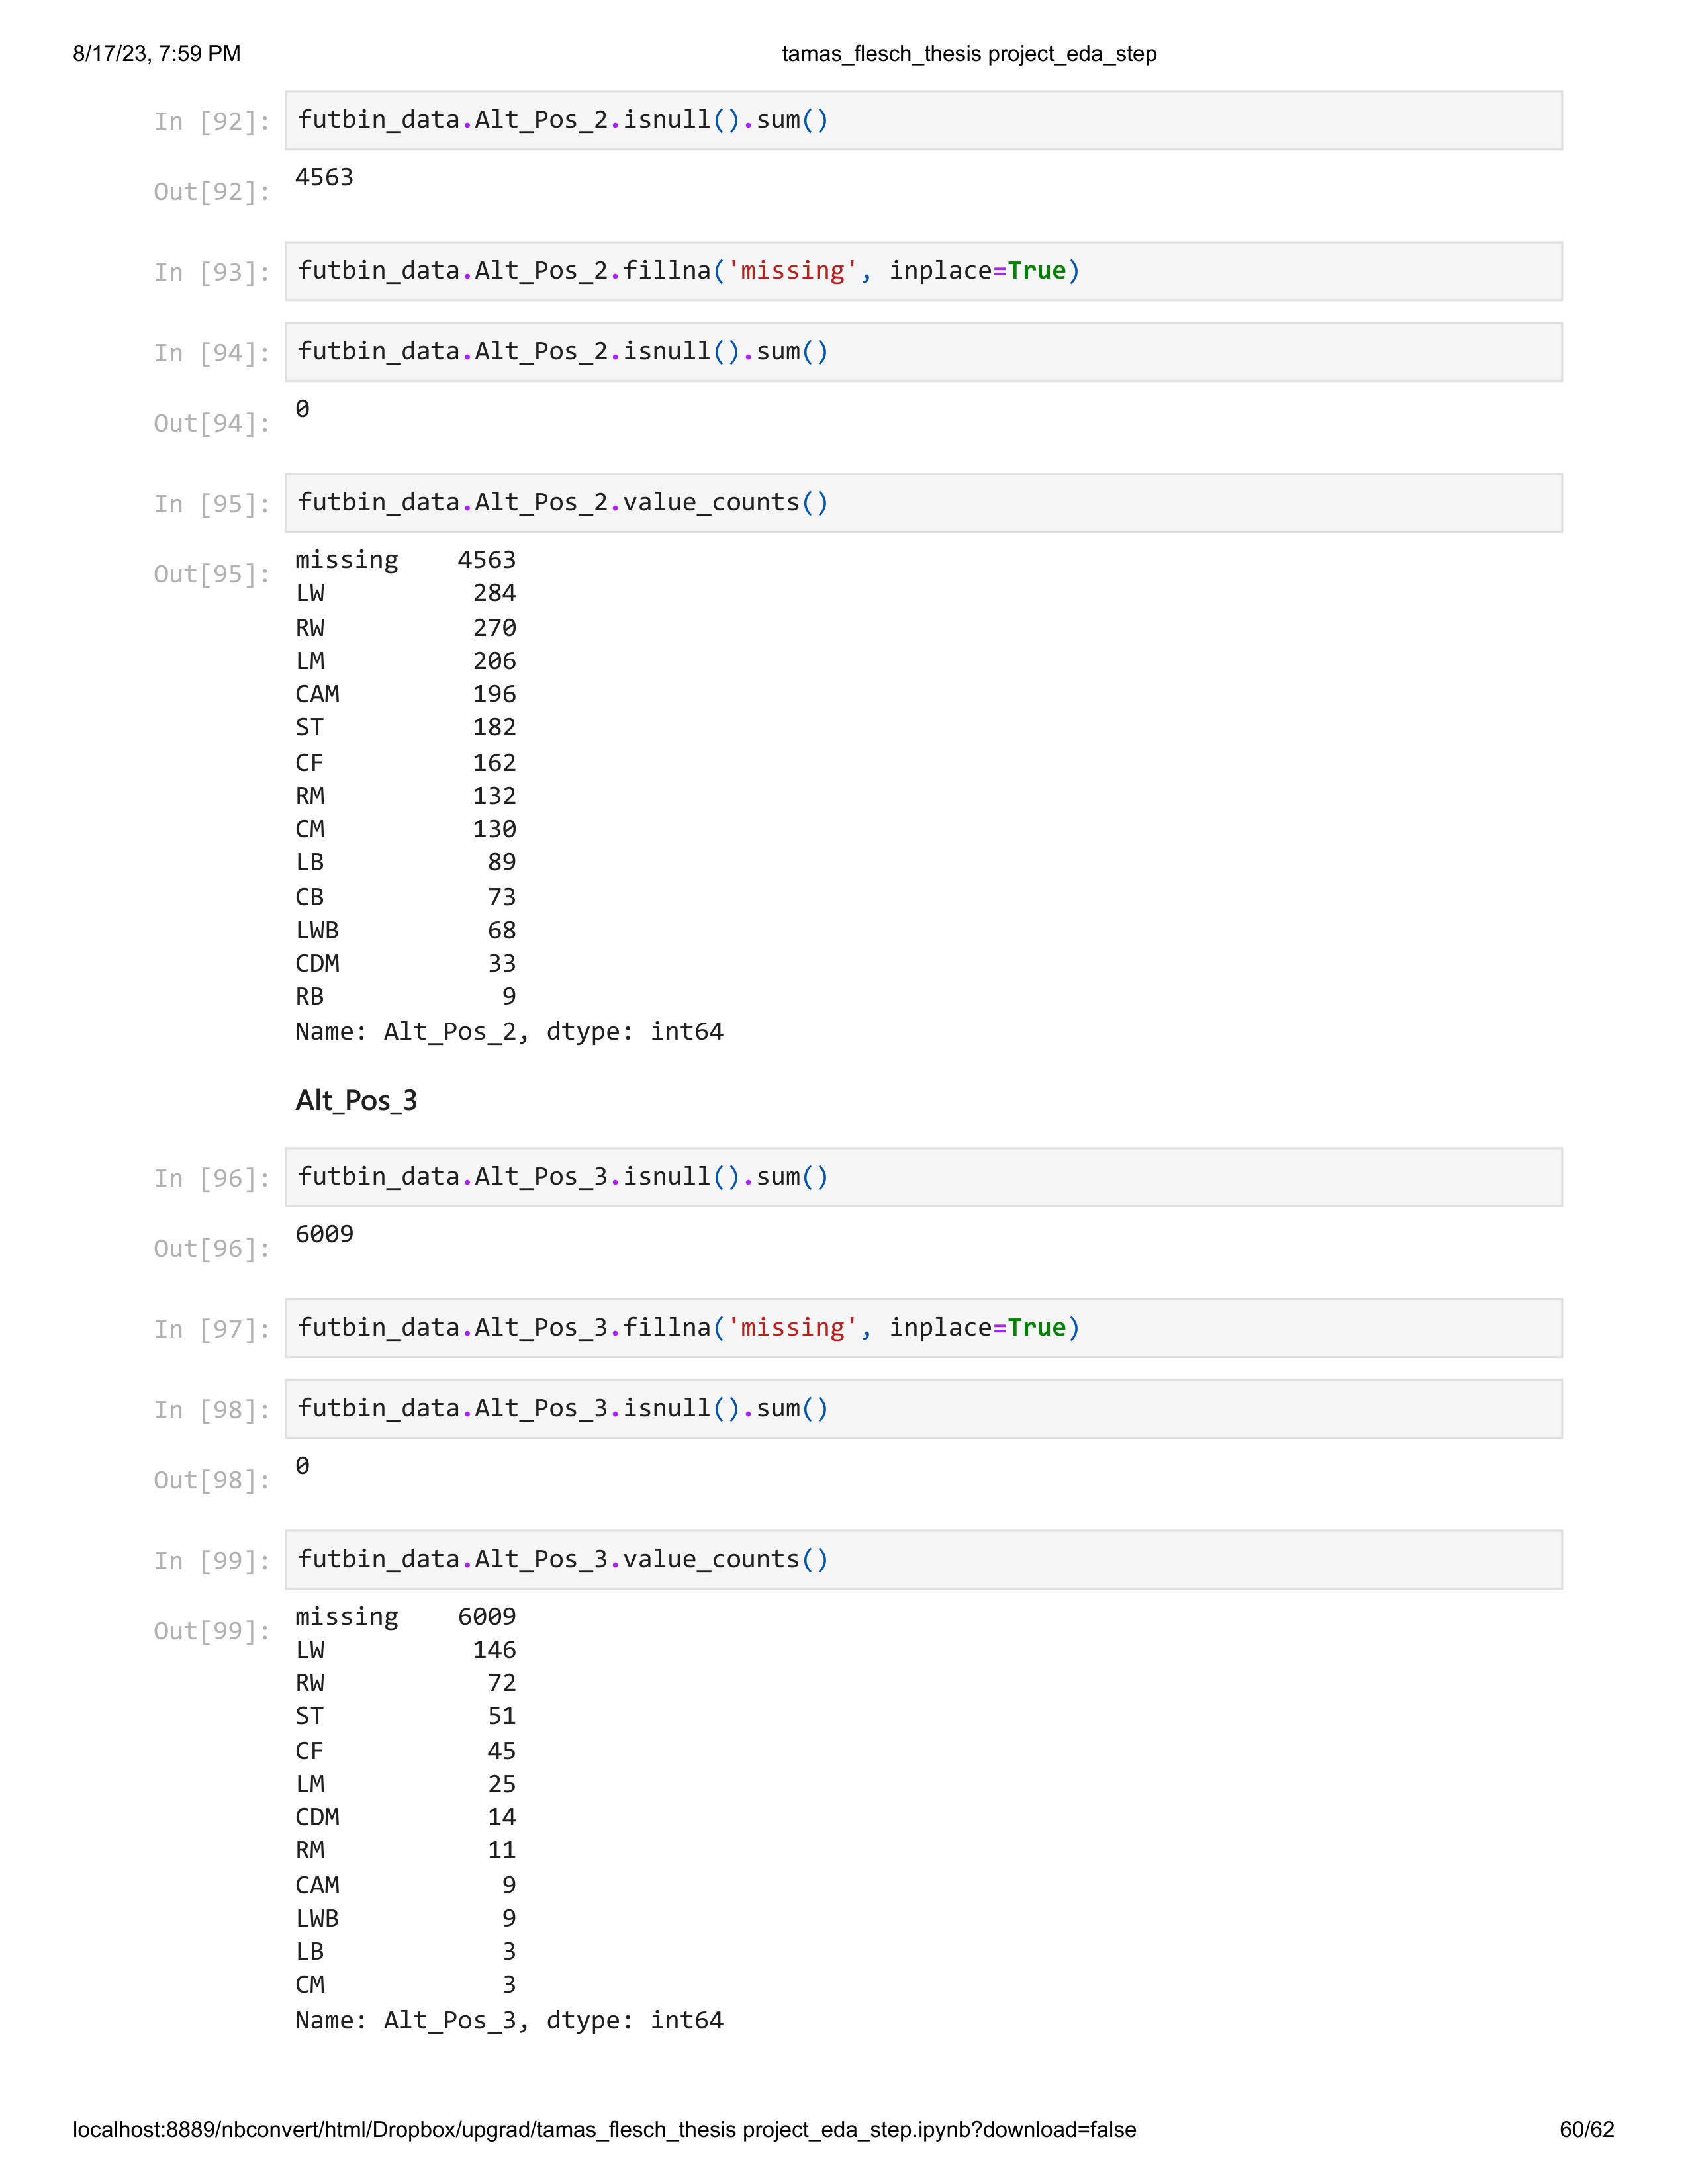 8/17/23, 7:59 PM tamas_flesch_thesis project_eda_step
In [92]: futbin_data.Alt_Pos_2.isnull().sum()
Out[92]: 4563
In [93]: futbin_data.Alt_Pos_2.fillna('missing', inplace=True)
In [94]: futbin_data.Alt_Pos_2.isnull().sum()
Out[94]: 0
In [95]: futbin_data.Alt_Pos_2.value_counts()
Out[95]: missing 4563
LW 284
RW 270
LM 206
CAM 196
ST 182
CF 162
RM 132
CM 130
LB 89
CB 73
LWB 68
CDM 33
RB 9
Name: Alt_Pos_2, dtype: int64
Alt_Pos_3
In [96]: futbin_data.Alt_Pos_3.isnull().sum()
Out[96]: 6009
In [97]: futbin_data.Alt_Pos_3.fillna('missing', inplace=True)
In [98]: futbin_data.Alt_Pos_3.isnull().sum()
Out[98]: 0
In [99]: futbin_data.Alt_Pos_3.value_counts()
Out[99]: missing 6009
LW 146
RW 72
ST 51
CF 45
LM 25
CDM 14
RM 11
CAM 9
LWB 9
LB 3
CM 3
Name: Alt_Pos_3, dtype: int64
localhost:8889/nbconvert/html/Dropbox/upgrad/tamas_flesch_thesis project_eda_step.ipynb?download=false 60/62